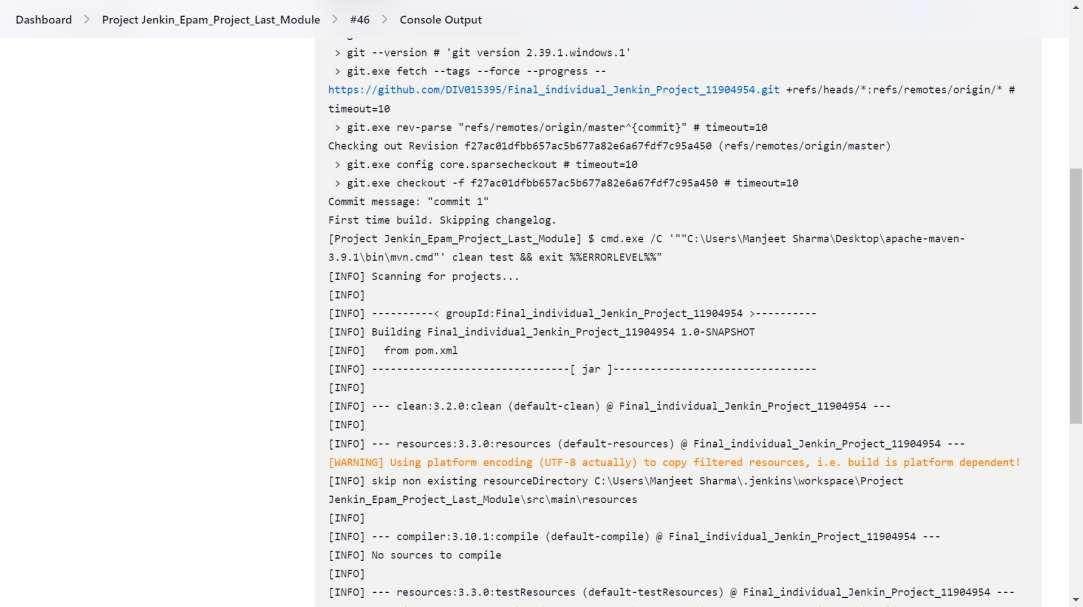 Dashboard > Project Jenkin_Epam_Project_Last_Module > #46 > Console Output
> git --version # 'git version 2.39.1.windows.1'
> git.exe fetch --tags --force --progress --
https://github.com/DIV015395/Final_individual_Jenkin_Project_11904954.git +refs/heads/*:refs/remotes/origin/* #
timeout=10
> git.exe rev-parse "refs/remotes/origin/master^{commit}" # timeout=10
Checking out Revision f27ac01dfbb657ac5b677a82e6a67fdf7c95a450 (refs/remotes/origin/master)
> git.exe config core.sparsecheckout # timeout=10
> git.exe checkout -f f27ac01dfbb657ac5b677a82e6a67fdf7c95a450 # timeout=10
Commit message: "commit 1"
First time build. Skipping changelog.
[Project Jenkin_Epam_Project_Last_Module] $ cmd.exe /C '""C:\Users\Manjeet Sharma\Desktop\apache-maven-
3.9.1\bin\mvn.cmd"' clean test && exit %%ERRORLEVEL%%"
[INFO] Scanning for projects...
[INFO]
[INFO] ----------< groupId:Final_individual_Jenkin_Project_11904954 >----------
[INFO] Building Final_individual_Jenkin_Project_11904954 1.0-SNAPSHOT
[INFO]   from pom.xml
[INFO] --------------------------------[ jar ]---------------------------------
[INFO]
[INFO] --- clean:3.2.0:clean (default-clean) @ Final_individual_Jenkin_Project_11904954 ---
[INFO]
[INFO] --- resources:3.3.0:resources (default-resources) @ Final_individual_Jenkin_Project_11904954 ---
[WARNING] Using platform encoding (UTF-8 actually) to copy filtered resources, i.e. build is platform dependent!
[INFO] skip non existing resourceDirectory C:\Users\Manjeet Sharma\.jenkins\workspace\Project
Jenkin_Epam_Project_Last_Module\src\main\resources
[INFO]
[INFO] --- compiler:3.10.1:compile (default-compile) @ Final_individual_Jenkin_Project_11904954 ---
[INFO] No sources to compile
[INFO]
[INFO] --- resources:3.3.0:testResources (default-testResources) @ Final_individual_Jenkin_Project_11904954 ---